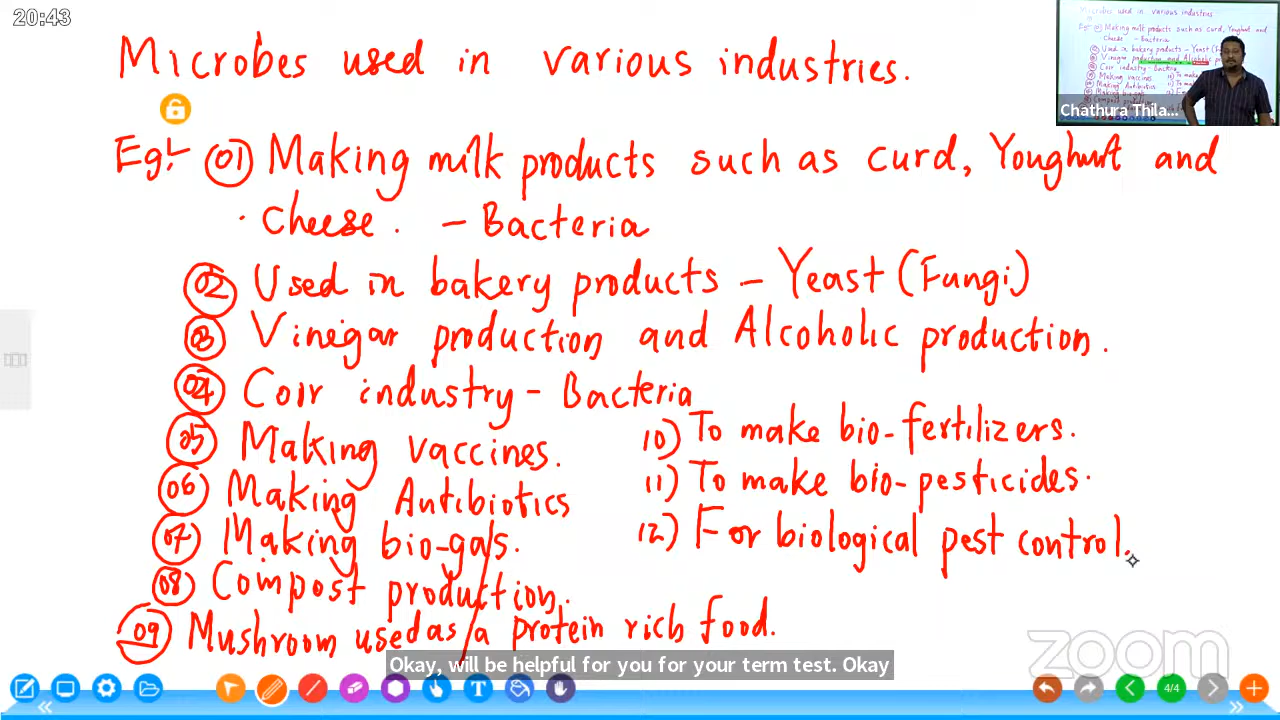 20:43
Microbes used in various industries.
Eg:- 01 Making milk products such as curd, Youghurt and
cheese. - Bacteria
02 Used in bakery products - Yeast (Fungi)
03 Vinegar production and Alcoholic production.
04 Coir industry - Bacteria
05 Making vaccines.
06 Making Antibiotics
07 Making bio-gas.
08 Compost production.
09 Mushroom used as a protein rich food.
10) To make bio-fertilizers.
11) To make bio-pesticides.
12) For biological pest control.
Chathura Thila...
zoom
Okay, will be helpful for you for your term test. Okay
4/4